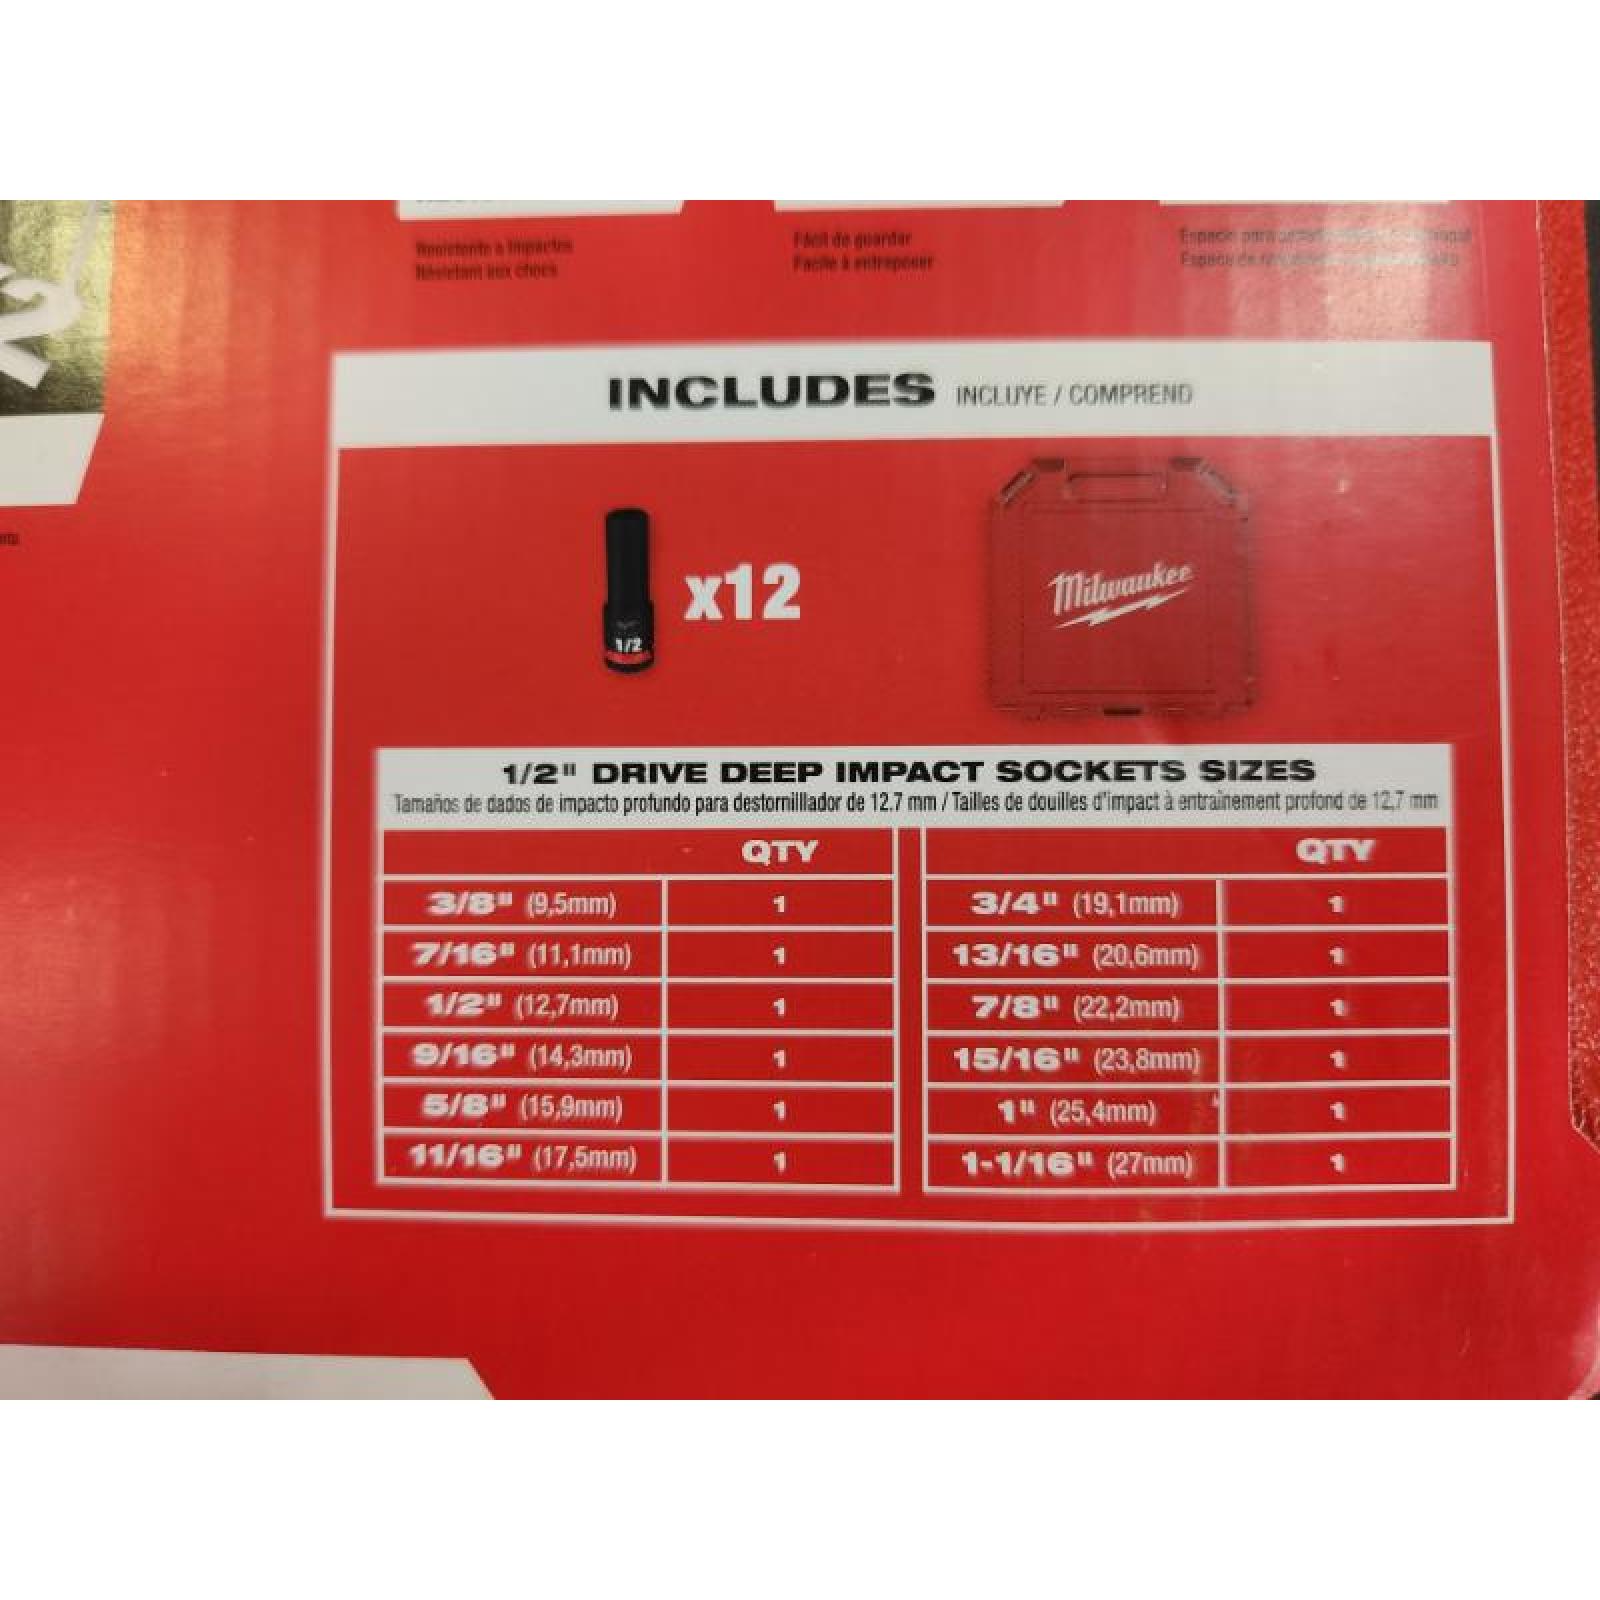 Resistente a impactos
Résistant aux chocs
Fácil de guardar
Facile à entreposer
Espacio para
Espace de
INCLUDES INCLUYE / COMPREND
1/2
x12
Milwaukee
1/2" DRIVE DEEP IMPACT SOCKETS SIZES
Tamaños de dados de impacto profundo para destornilllador de 12,7 mm / Tailles de douilles d'impact à entraînement profond de 12,7 mm
QTY
3/8" (9,5mm) 1
7/16" (11,1mm) 1
1/2" (12,7mm) 1
9/16" (14,3mm) 1
5/8" (15,9mm) 1
11/16" (17,5mm) 1
QTY
3/4" (19,1mm) 1
13/16" (20,6mm) 1
7/8" (22,2mm) 1
15/16" (23,8mm) 1
1" (25,4mm) 1
1-1/16" (27mm) 1